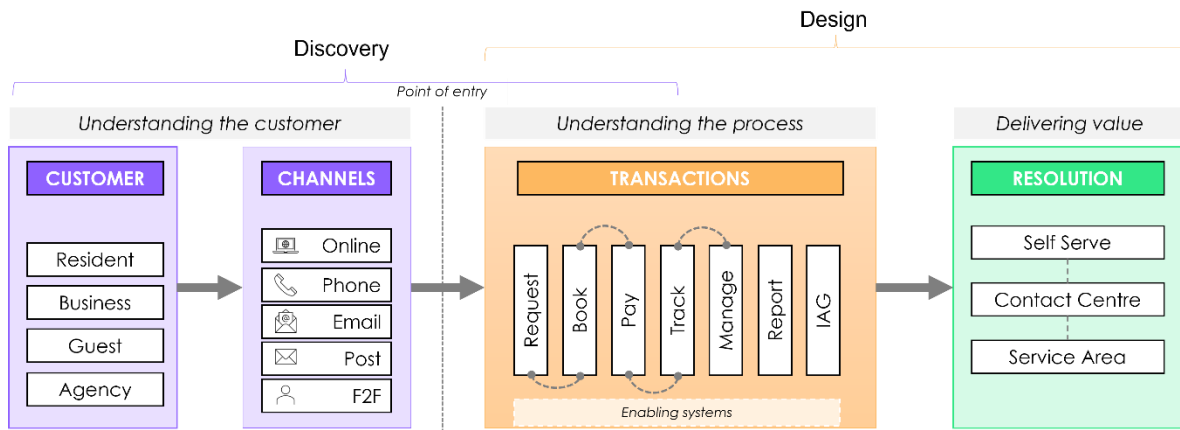 Design
Discovery
Point of entry
Understanding the customer
Understanding the process
Delivering value
CUSTOMER
Resident
Business
Guest
Agency
CHANNELS
Online
Phone
Email
Post
F2F
TRANSACTIONS
Request
Book
Pay
Track
Manage
Report
IAG
Enabling systems
RESOLUTION
Self Serve
Contact Centre
Service Area